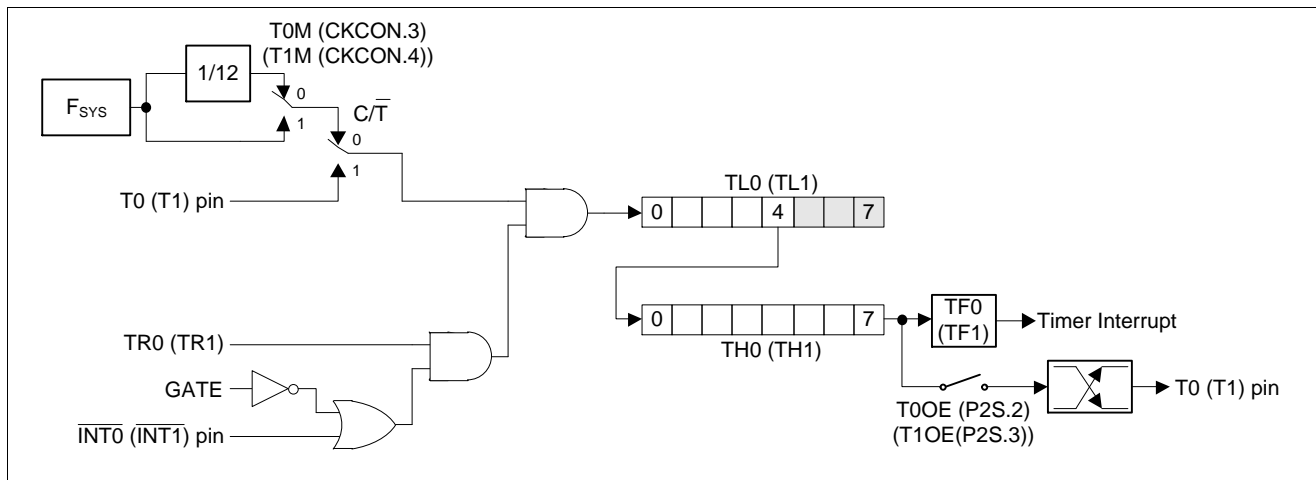 T0M (CKCON.3)
(T1M (CKCON.4))
1/12
FSYS
0
1
C/T̅
0
1
T0 (T1) pin
TL0 (TL1)
0 4 7
0 7
TH0 (TH1)
TF0
(TF1)
Timer Interrupt
TR0 (TR1)
GATE
I̅N̅T̅0̅ (I̅N̅T̅1̅) pin
T0OE (P2S.2)
(T1OE(P2S.3))
T0 (T1) pin